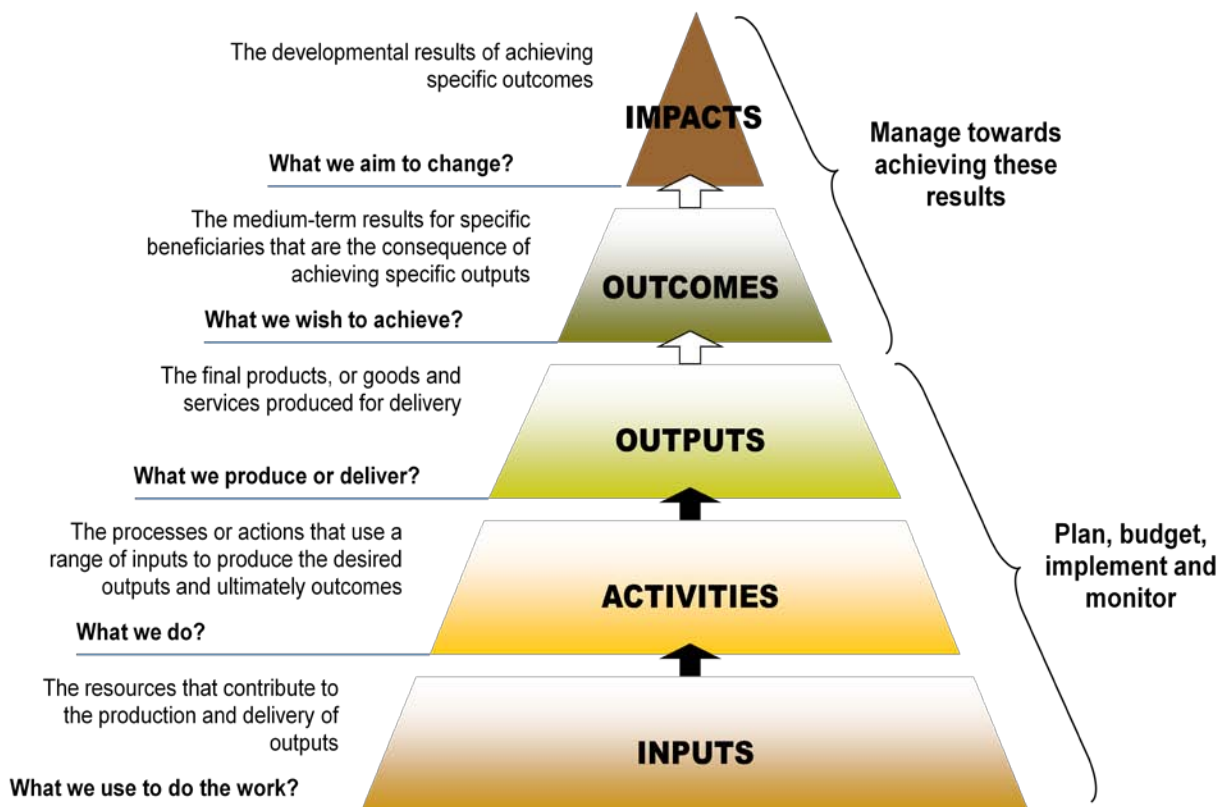 The developmental results of achieving
specific outcomes
IMPACTS
What we aim to change?
Manage towards
achieving these
results
The medium-term results for specific
beneficiaries that are the consequence of
achieving specific outputs
OUTCOMES
What we wish to achieve?
The final products, or goods and
services produced for delivery
OUTPUTS
What we produce or deliver?
The processes or actions that use a
range of inputs to produce the desired
outputs and ultimately outcomes
ACTIVITIES
What we do?
Plan, budget,
implement and
monitor
The resources that contribute to
the production and delivery of
outputs
INPUTS
What we use to do the work?